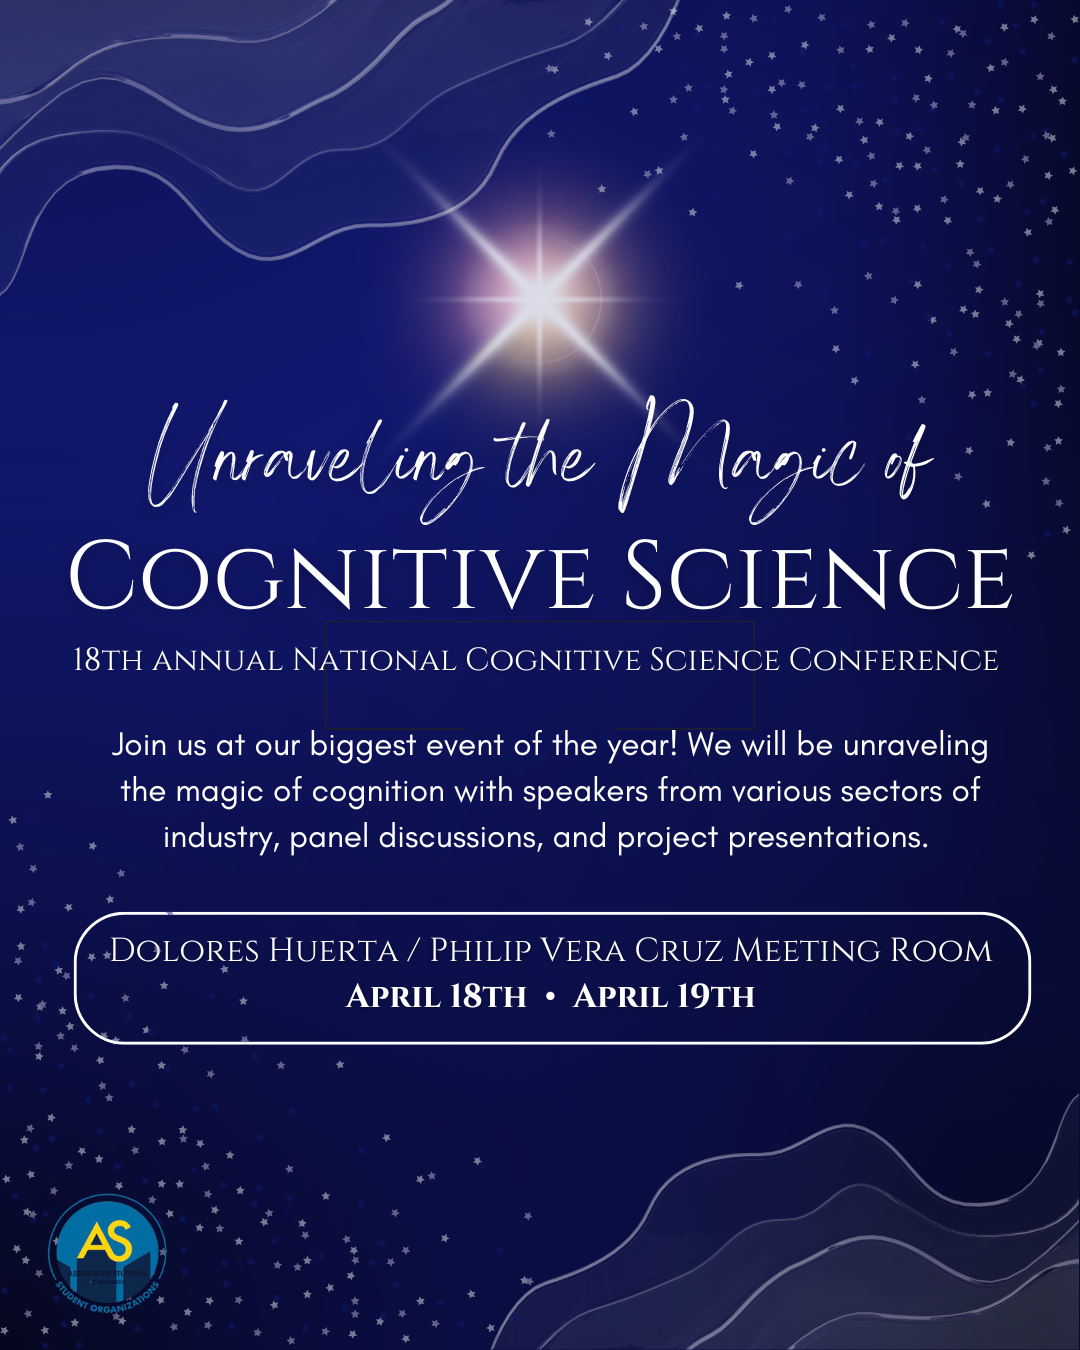 Unraveling the Magic of
Cognitive Science
18th annual National Cognitive Science Conference
Join us at our biggest event of the year! We will be unraveling
the magic of cognition with speakers from various sectors of
industry, panel discussions, and project presentations.
Dolores Huerta / Philip Vera Cruz Meeting Room
April 18th • April 19th
AS
ASSOCIATED STUDENTS
STUDENT ORGANIZATIONS